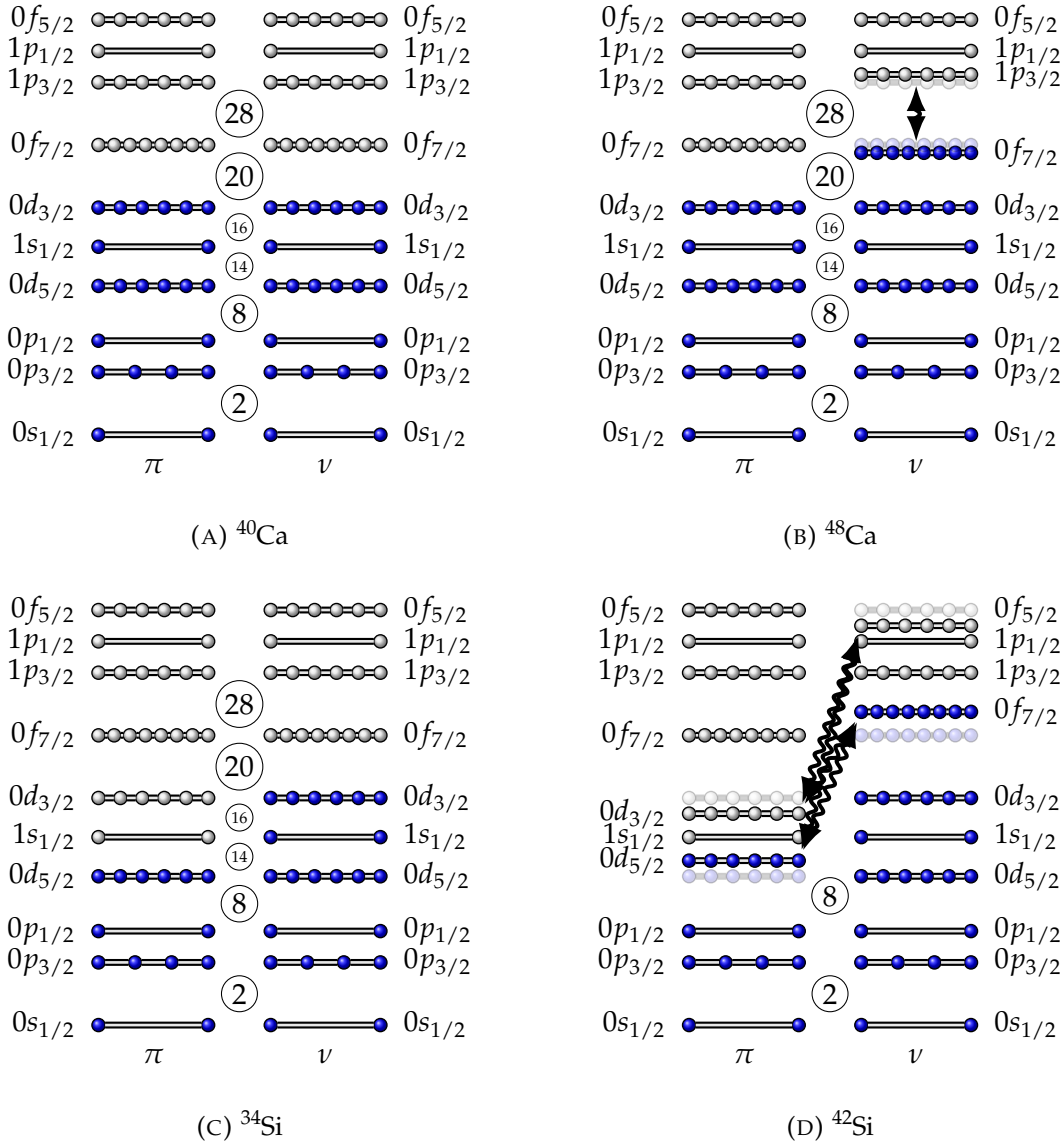 0f5/2 0f5/2 0f5/2 0f5/2
1p1/2 1p1/2 1p1/2 1p1/2
1p3/2 1p3/2 1p3/2 1p3/2
28 28
0f7/2 0f7/2 0f7/2 0f7/2
20 20
0d3/2 0d3/2 0d3/2 0d3/2
16 16
1s1/2 1s1/2 1s1/2 1s1/2
14 14
0d5/2 0d5/2 0d5/2 0d5/2
8 8
0p1/2 0p1/2 0p1/2 0p1/2
0p3/2 0p3/2 0p3/2 0p3/2
2 2
0s1/2 0s1/2 0s1/2 0s1/2
π ν π ν
(A) 40Ca (B) 48Ca
0f5/2 0f5/2 0f5/2 0f5/2
1p1/2 1p1/2 1p1/2 1p1/2
1p3/2 1p3/2 1p3/2 1p3/2
28
0f7/2 0f7/2 0f7/2 0f7/2
20
0d3/2 0d3/2 0d3/2 0d3/2
16
1s1/2 1s1/2 1s1/2 1s1/2
14
0d5/2 0d5/2 0d5/2 0d5/2
8 8
0p1/2 0p1/2 0p1/2 0p1/2
0p3/2 0p3/2 0p3/2 0p3/2
2 2
0s1/2 0s1/2 0s1/2 0s1/2
π ν π ν
(C) 34Si (D) 42Si